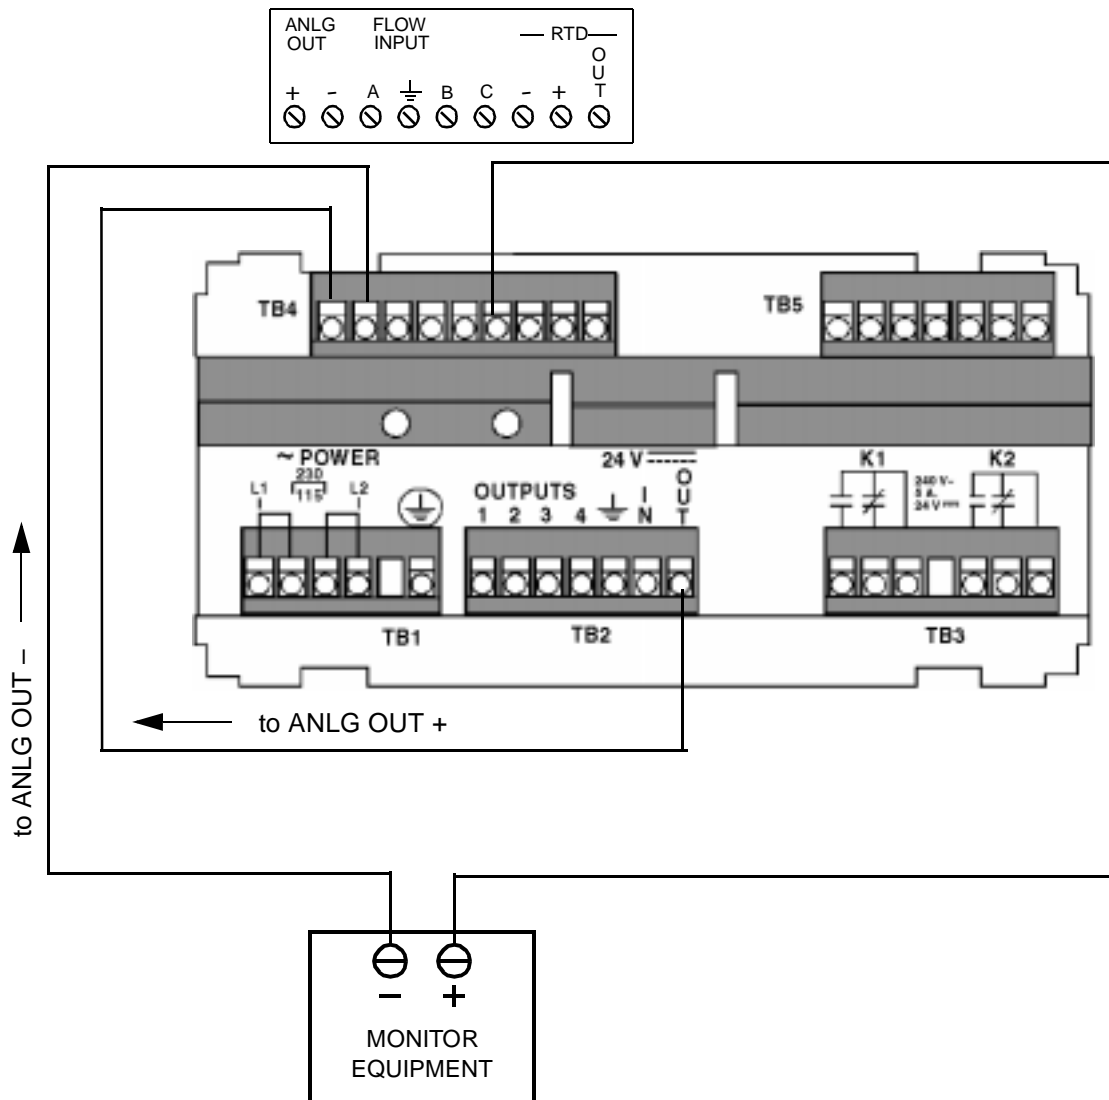 ANLG OUT
FLOW INPUT
— RTD —
OUT
+ - A B C - +
TB4
TB5
~ POWER
230
115
L1
L2
24 V
OUTPUTS
1 2 3 4
IN
OUT
K1
K2
240 V~
5 A.
24 V
TB1
TB2
TB3
to ANLG OUT –
to ANLG OUT +
– +
MONITOR
EQUIPMENT